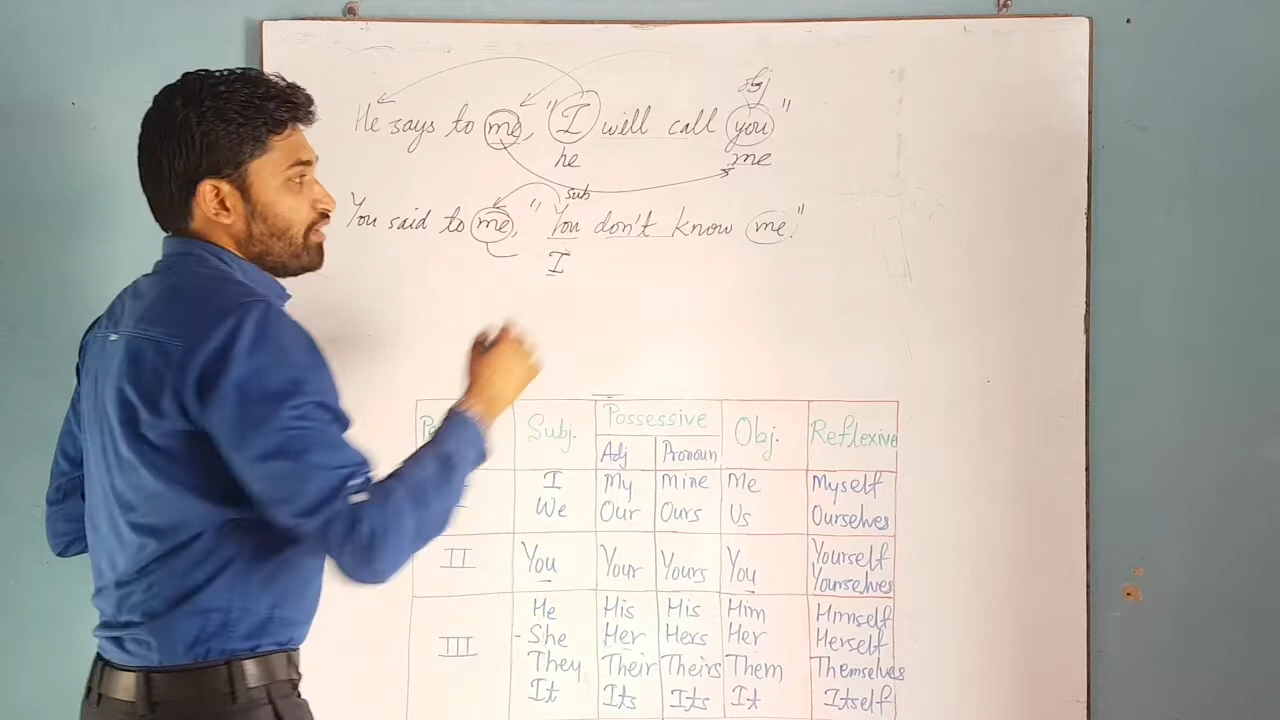 obj
He says to me, "I will call you"
he me
sub
You said to me, "You don't know me."
I
Subj. Possessive Obj. Reflexive
Adj Pronoun
I My mine Me Myself
We Our Ours Us Ourselves
II You Your Yours You Yourself
Yourselves
He His His Him Himself
III She Her Hers Her Herself
They Their Theirs Them Themselves
It Its Its It Itself